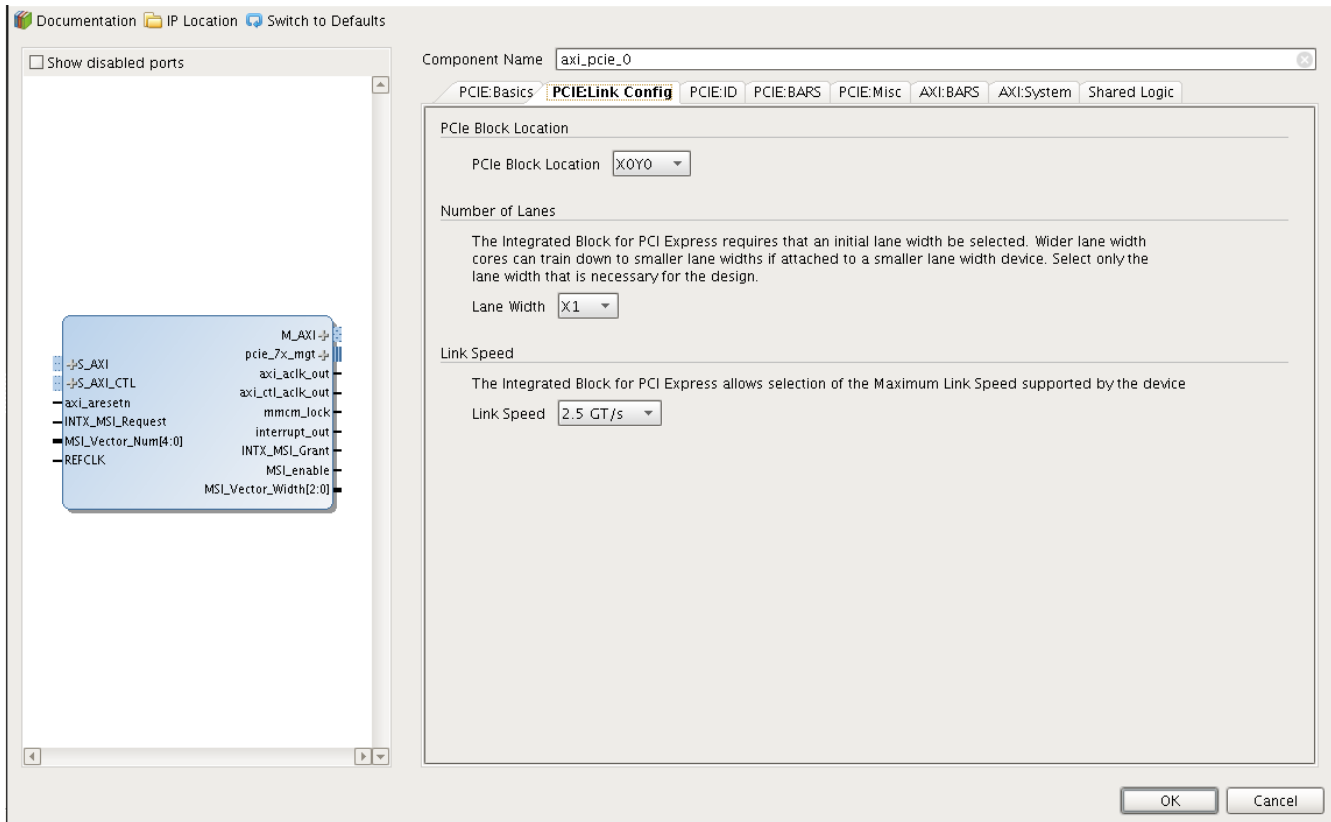 Documentation IP Location Switch to Defaults
Show disabled ports
Component Name axi_pcie_0
PCIE:Basics PCIE:Link Config PCIE:ID PCIE:BARS PCIE:Misc AXI:BARS AXI:System Shared Logic
PCIe Block Location
PCIe Block Location X0Y0
Number of Lanes
The Integrated Block for PCI Express requires that an initial lane width be selected. Wider lane width
cores can train down to smaller lane widths if attached to a smaller lane width device. Select only the
lane width that is necessary for the design.
Lane Width X1
Link Speed
The Integrated Block for PCI Express allows selection of the Maximum Link Speed supported by the device
Link Speed 2.5 GT/s
S_AXI
S_AXI_CTL
axi_aresetn
INTX_MSI_Request
MSI_Vector_Num[4:0]
REFCLK
M_AXI
pcie_7x_mgt
axi_aclk_out
axi_ctl_aclk_out
mmcm_lock
interrupt_out
INTX_MSI_Grant
MSI_enable
MSI_Vector_Width[2:0]
OK Cancel